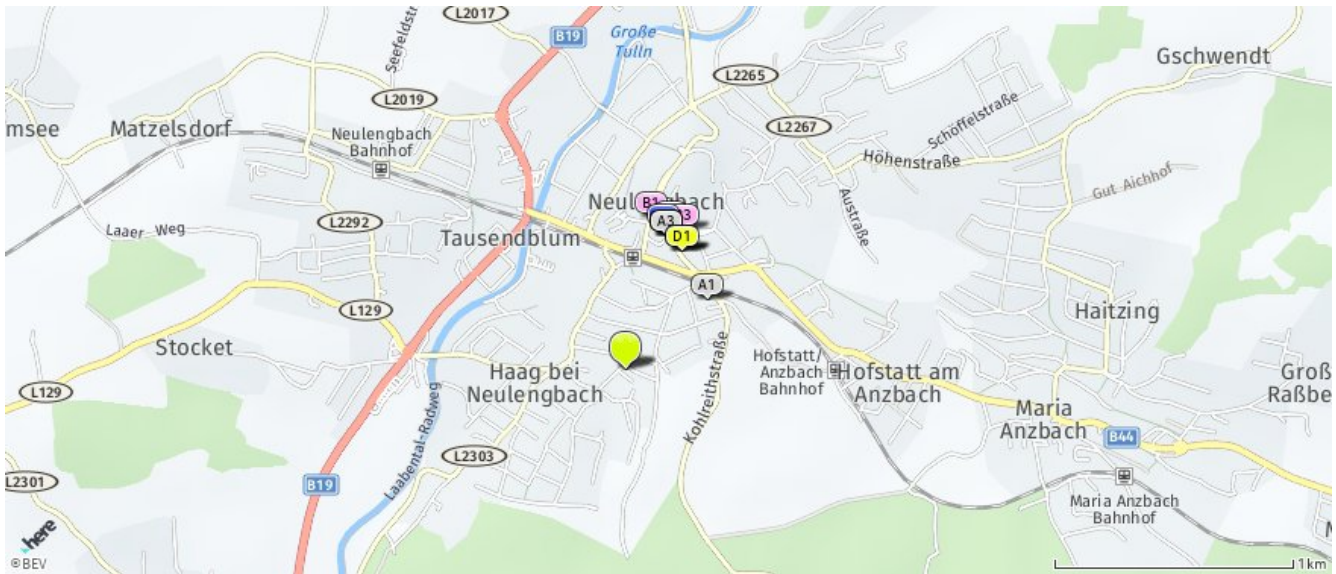 L2017
B19
Große
Tulln
Seefeldstr
L2265
Gschwendt
L2019
msee
Matzelsdorf
Neulengbach
Bahnhof
L2267
Schöffelstraße
Höhenstraße
Gut Aichhof
Laaer Weg
L2292
B1
Neulengbach
3
A3
D1
Austraße
Tausendblum
A1
L129
Haitzing
Stocket
Kohlreithstraße
Hofstatt/
Anzbach
Bahnhof
Hofstatt am
Anzbach
Haag bei
Neulengbach
Groß
Raßbe
L129
Maria
Anzbach
B44
Laabental-Radweg
L2303
L2301
B19
Maria Anzbach
Bahnhof
N
here
©BEV
1km